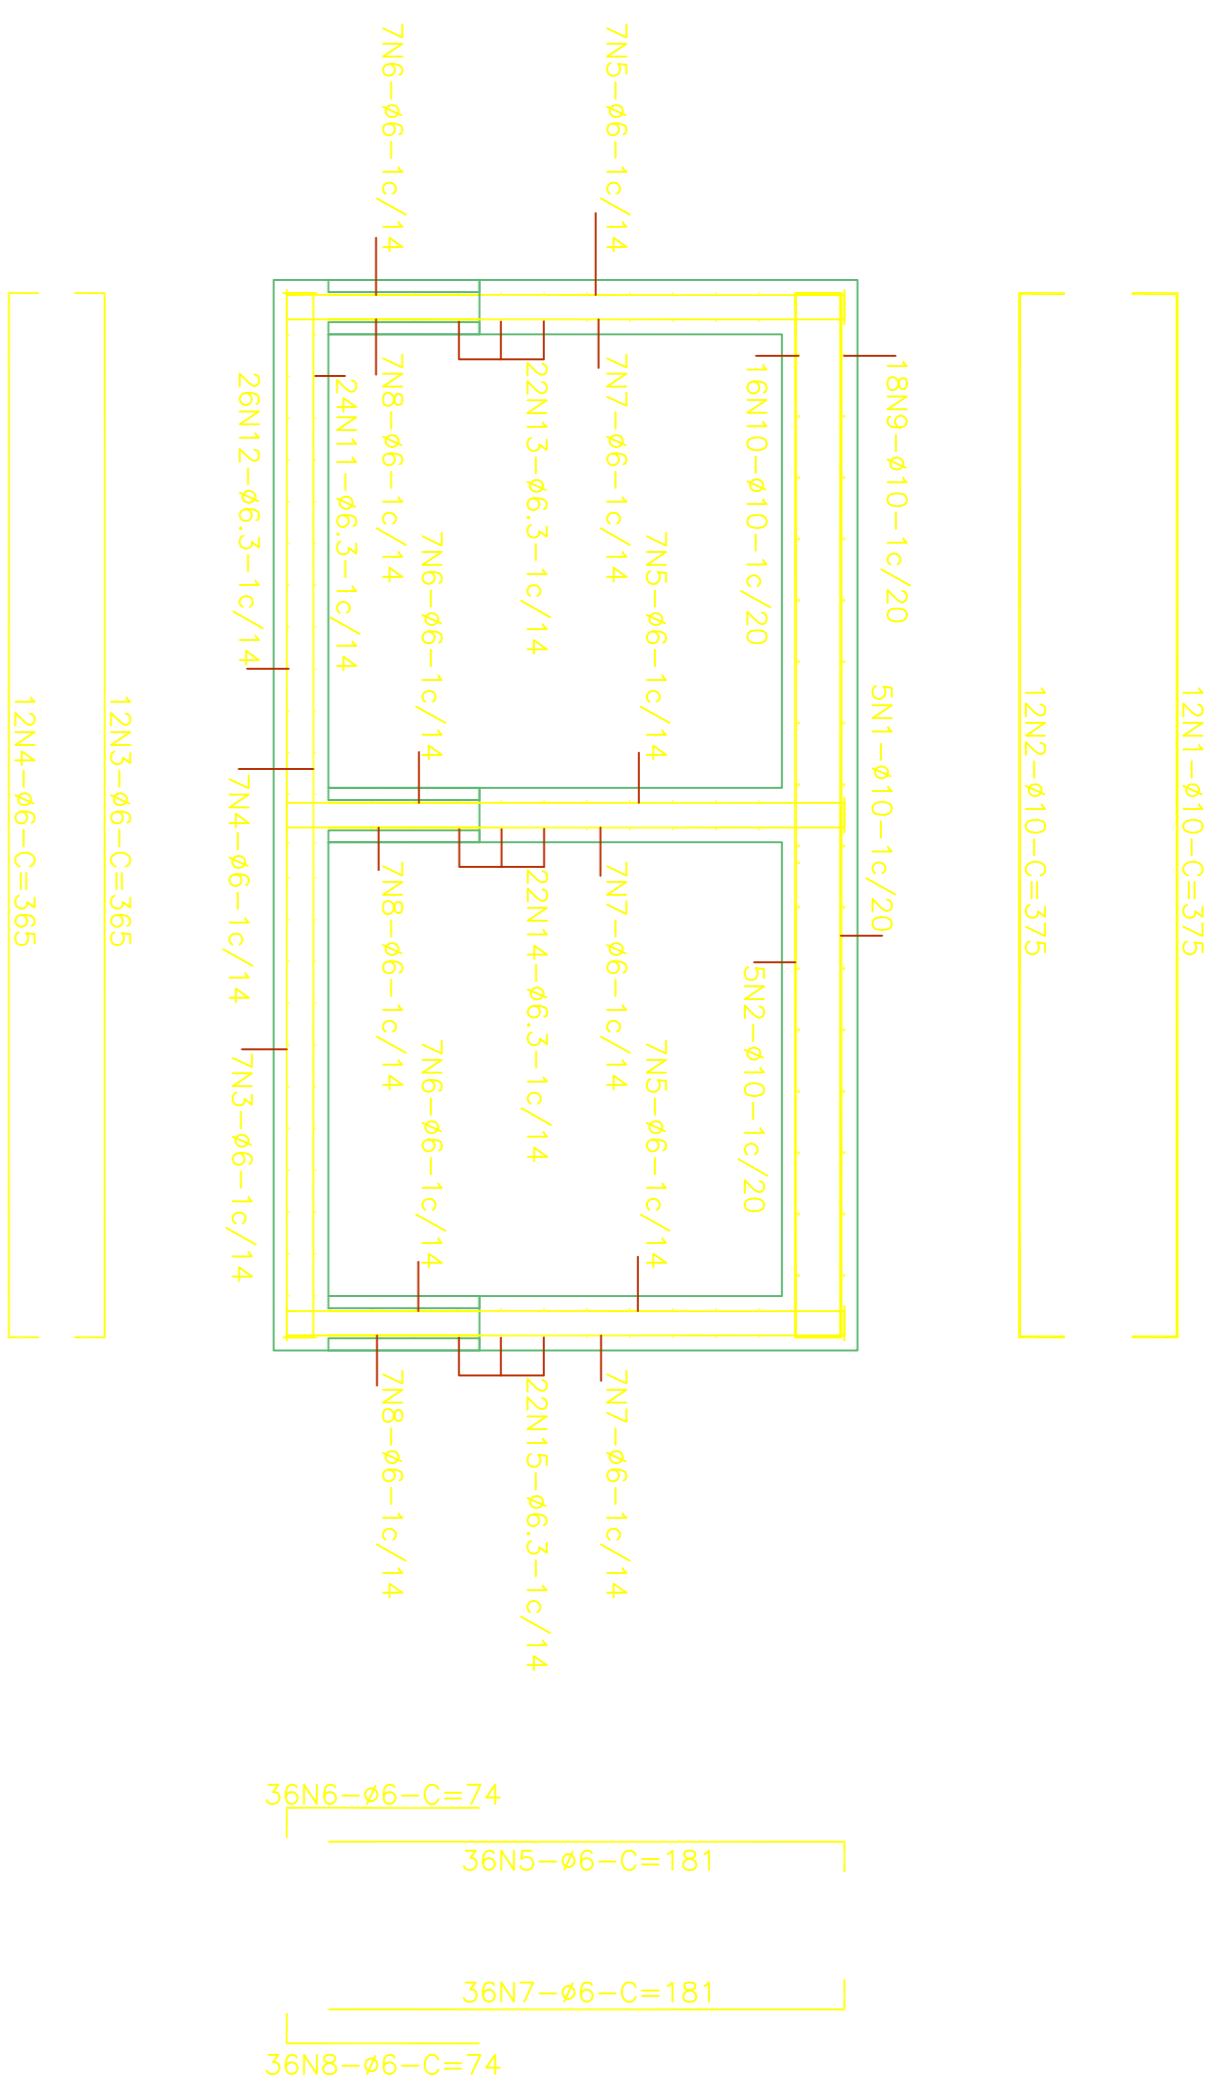 7N6-ø6-1c/14
7N5-ø6-1c/14
26N12-ø6.3-1c/14
24N11-ø6.3-1c/14
7N8-ø6-1c/14
22N13-ø6.3-1c/14
7N7-ø6-1c/14
16N10-ø10-1c/20
18N9-ø10-1c/20
7N6-ø6-1c/14
7N5-ø6-1c/14
12N4-ø6-C=365
12N3-ø6-C=365
5N1-ø10-1c/20
12N2-ø10-C=375
12N1-ø10-C=375
7N4-ø6-1c/14
7N8-ø6-1c/14
22N14-ø6.3-1c/14
7N7-ø6-1c/14
5N2-ø10-1c/20
7N3-ø6-1c/14
7N6-ø6-1c/14
7N5-ø6-1c/14
7N8-ø6-1c/14
22N15-ø6.3-1c/14
7N7-ø6-1c/14
36N6-ø6-C=74
36N5-ø6-C=181
36N7-ø6-C=181
36N8-ø6-C=74